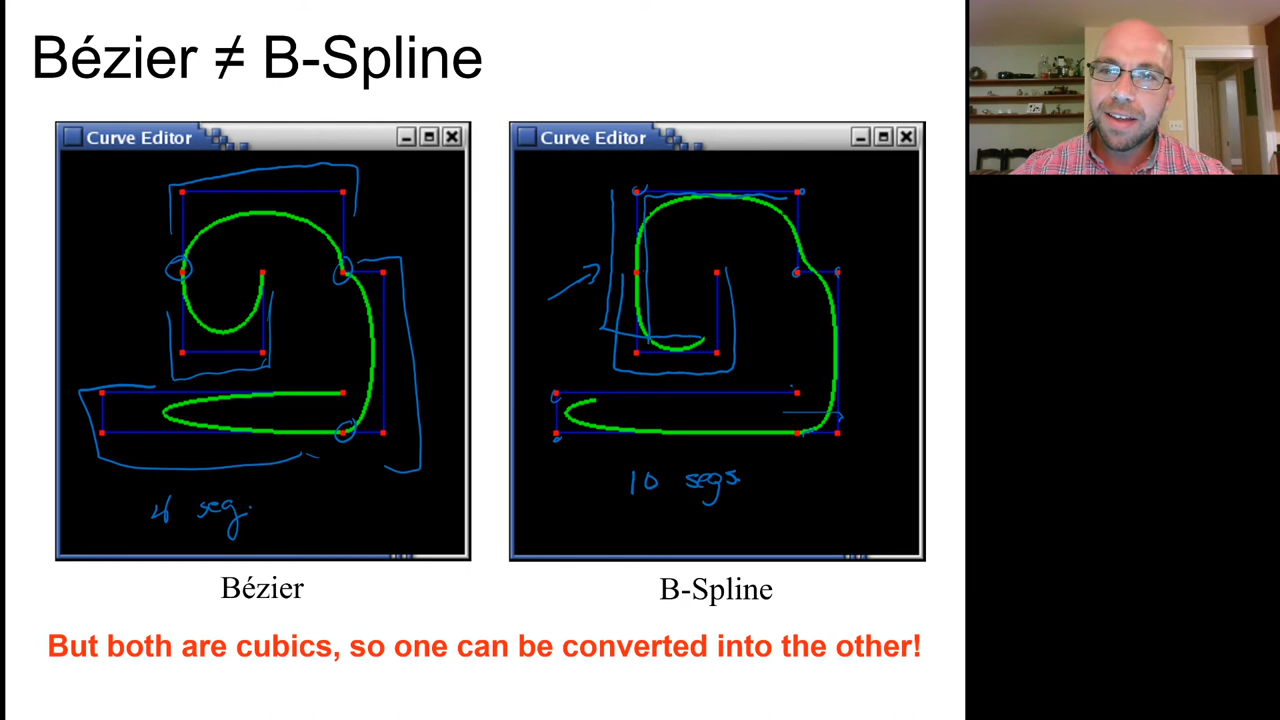 Bézier ≠ B-Spline
Curve Editor
Curve Editor
4 seg.
10 segs.
Bézier
B-Spline
But both are cubics, so one can be converted into the other!